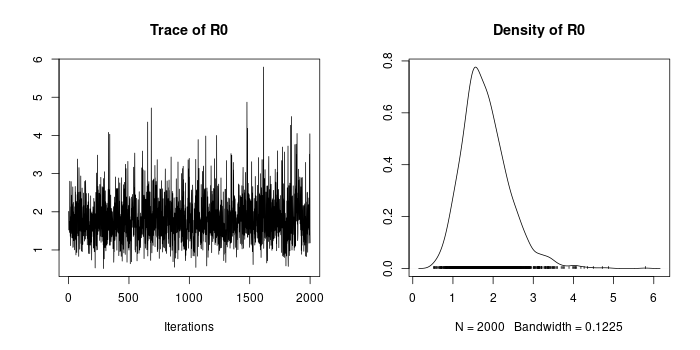 Trace of R0
6
5
4
3
2
1
0 500 1000 1500 2000
Iterations
Density of R0
0.8
0.6
0.4
0.2
0.0
0 1 2 3 4 5 6
N = 2000 Bandwidth = 0.1225